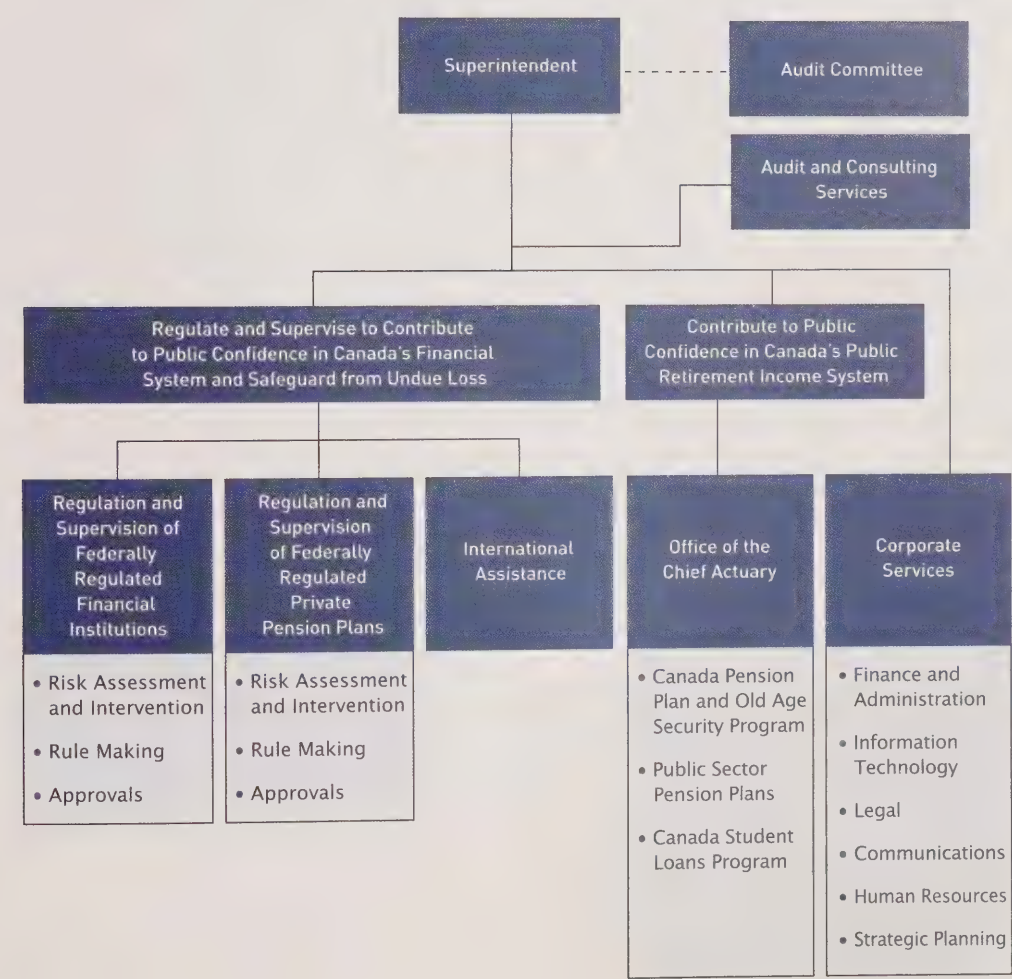 Superintendent
Audit Committee
Audit and Consulting
Services
Regulate and Supervise to Contribute
to Public Confidence in Canada's Financial
System and Safeguard from Undue Loss
Contribute to Public
Confidence in Canada's Public
Retirement Income System
Regulation and
Supervision of
Federally
Regulated
Financial
Institutions
• Risk Assessment
and Intervention
• Rule Making
• Approvals
Regulation and
Supervision
of Federally
Regulated
Private
Pension Plans
• Risk Assessment
and Intervention
• Rule Making
• Approvals
International
Assistance
Office of the
Chief Actuary
• Canada Pension
Plan and Old Age
Security Program
• Public Sector
Pension Plans
• Canada Student
Loans Program
Corporate
Services
• Finance and
Administration
• Information
Technology
• Legal
• Communications
• Human Resources
• Strategic Planning